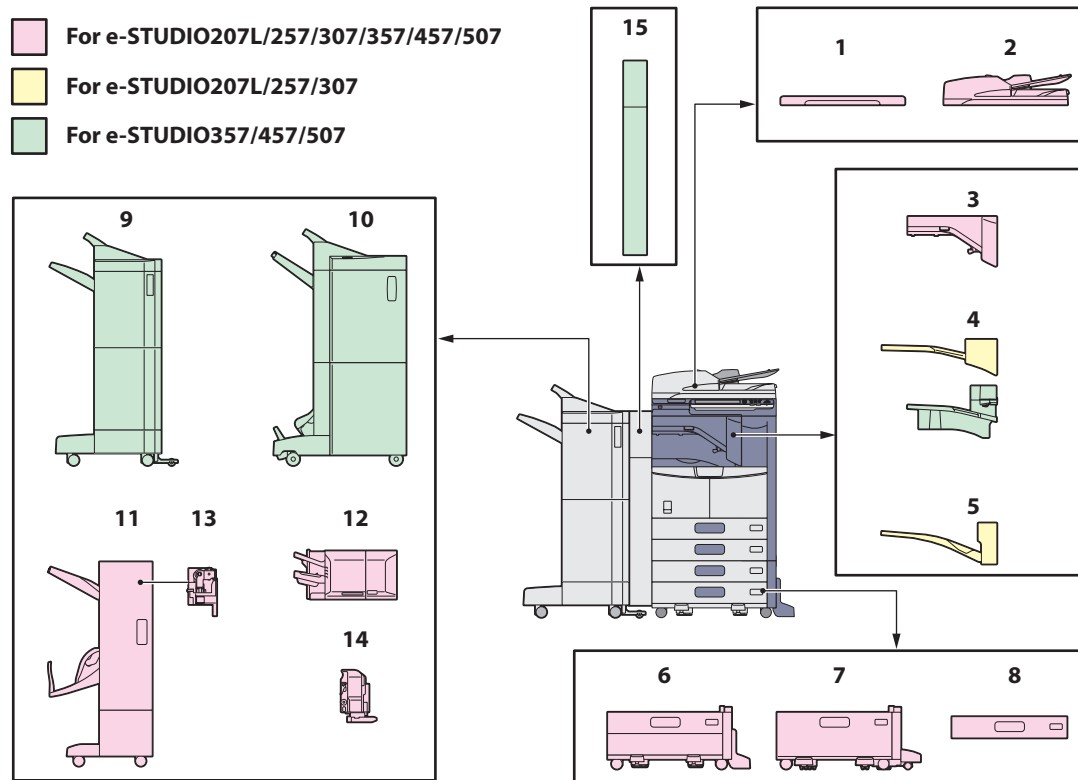 For e-STUDIO207L/257/307/357/457/507
For e-STUDIO207L/257/307
For e-STUDIO357/457/507
15
1 2
3
4
5
9 10
11 13 12
14
6 7 8